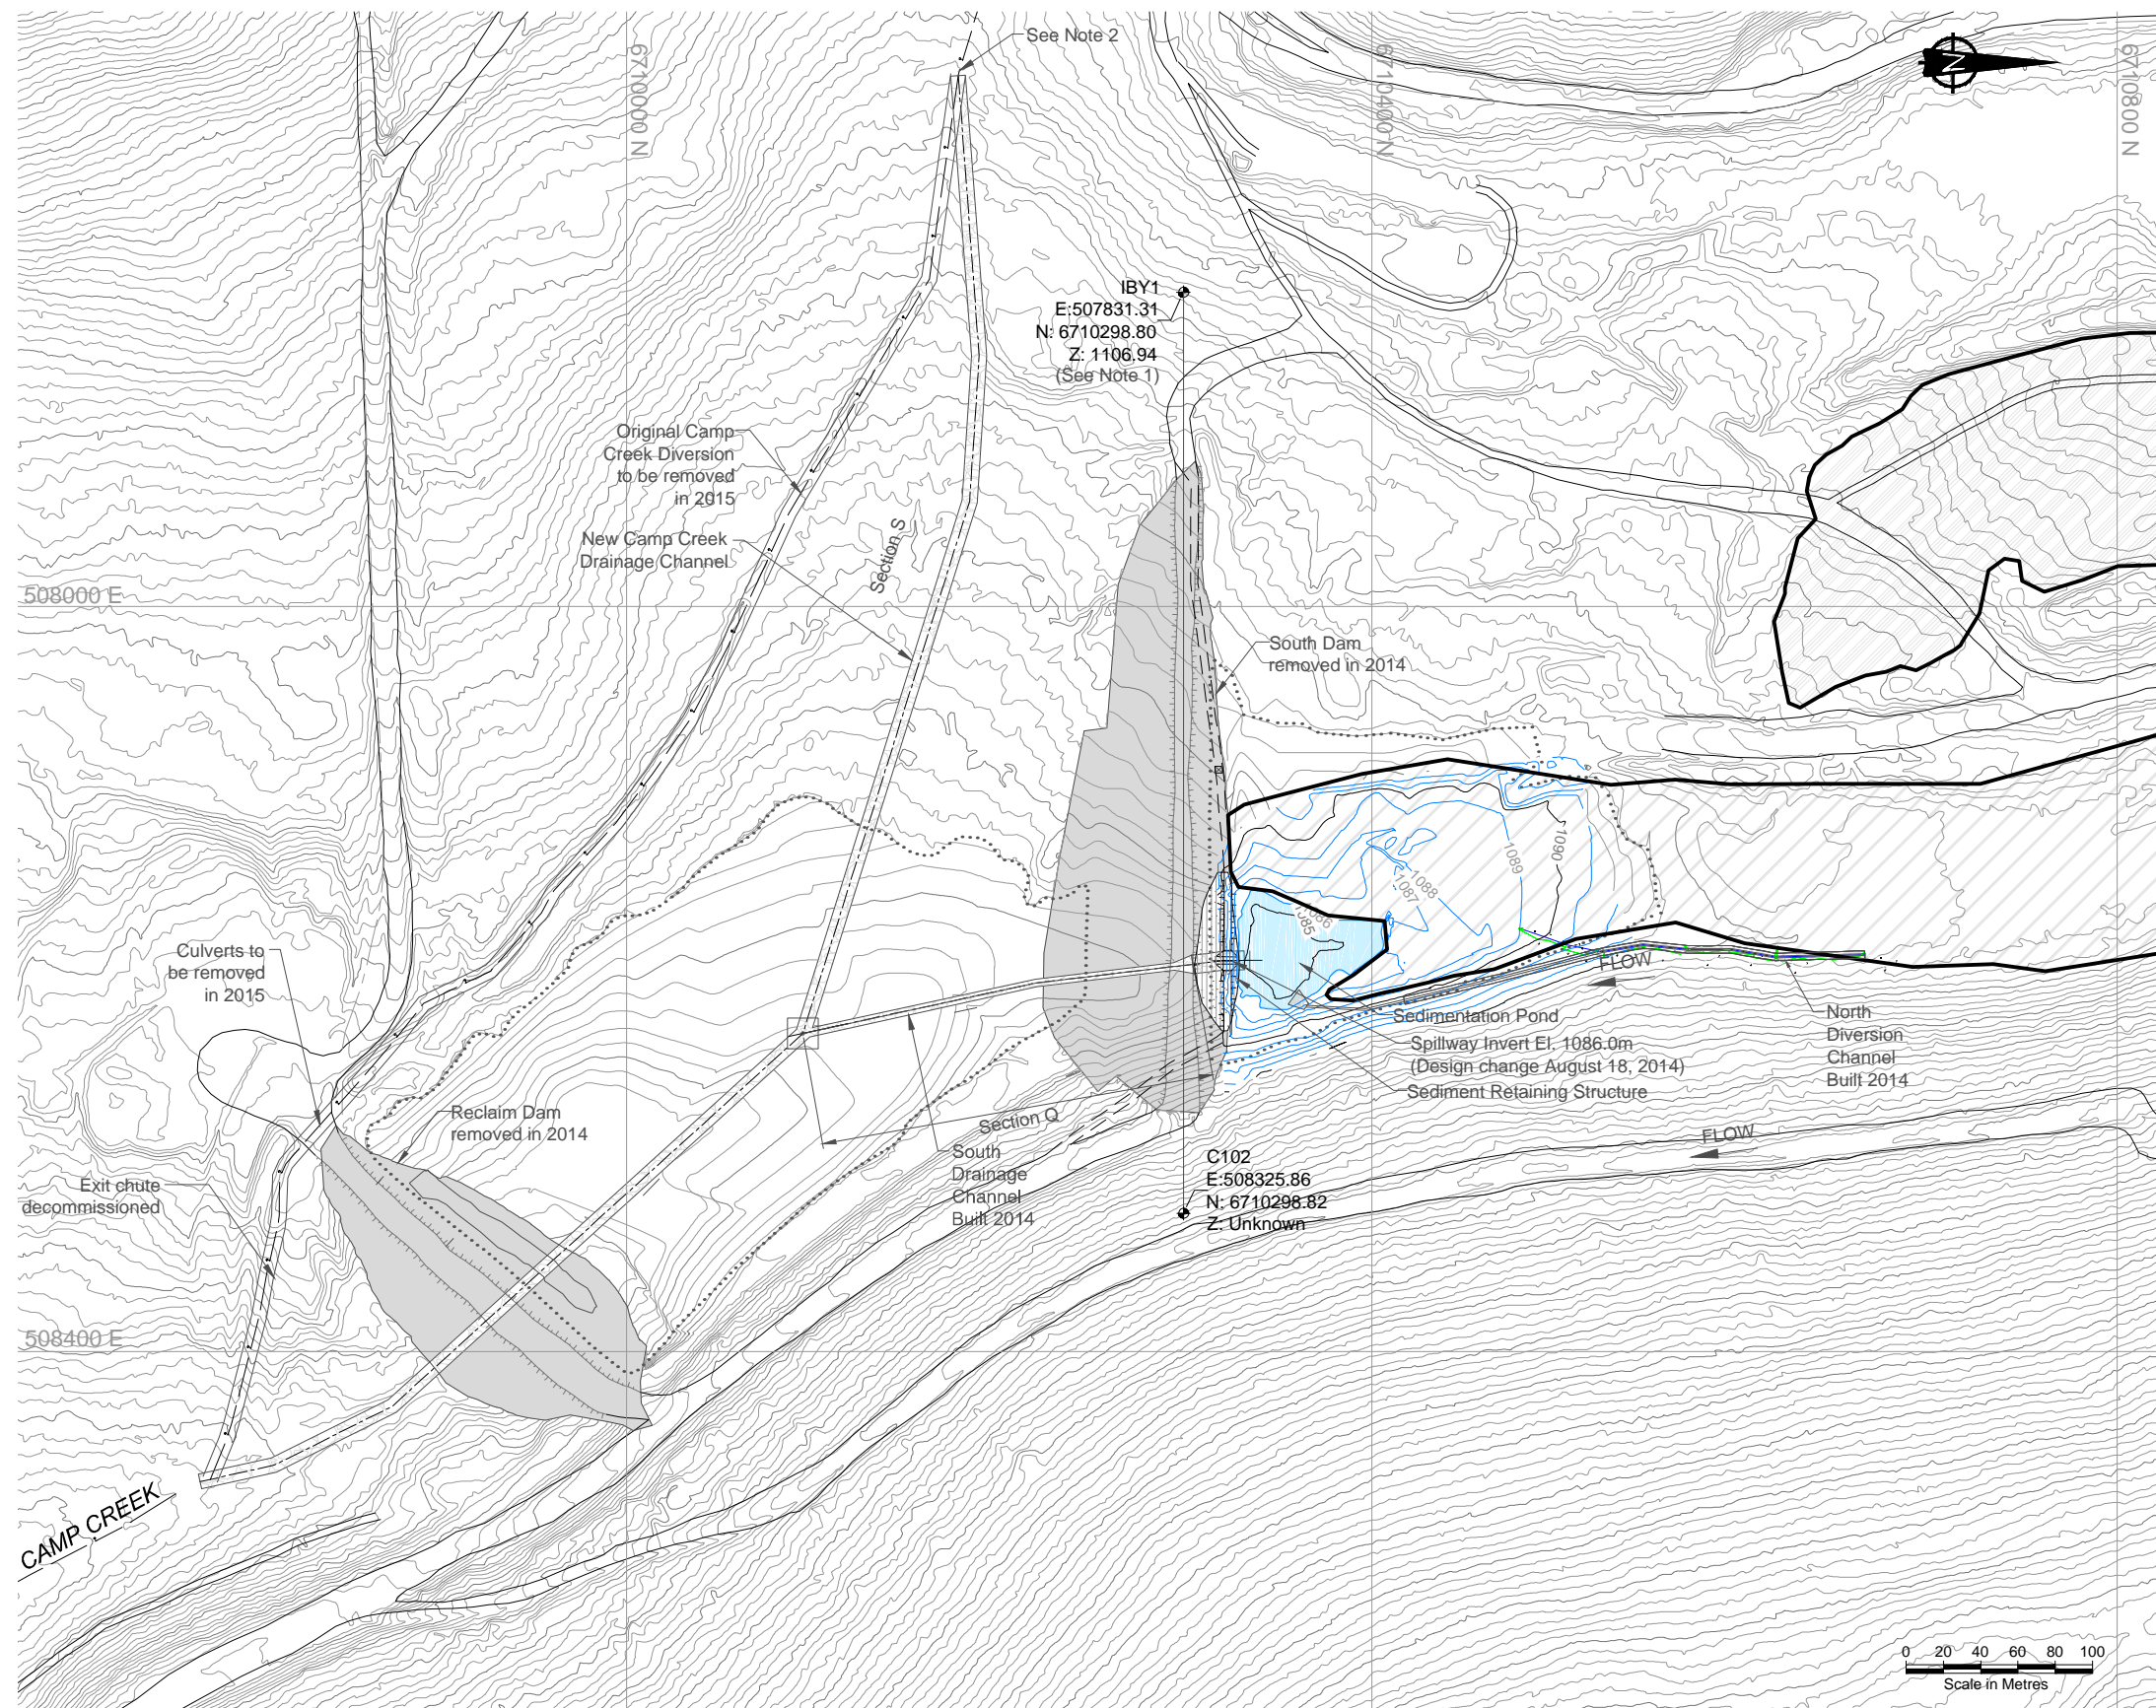 See Note 2
6710000 N
6710400 N
6710800 N
N
IBY1
E:507831.31
N: 6710298.80
Z: 1106.94
(See Note 1)
Original Camp
Creek Diversion
to be removed
in 2015
New Camp Creek
Drainage Channel
Section S
508000 E
South Dam
removed in 2014
1090
1089
1088
1087
1086
1085
Culverts to
be removed
in 2015
FLOW
Sedimentation Pond
Spillway Invert El. 1086.0m
(Design change August 18, 2014)
Sediment Retaining Structure
North
Diversion
Channel
Built 2014
Reclaim Dam
removed in 2014
Section Q
FLOW
South
Drainage
Channel
Built 2014
C102
E:508325.86
N: 6710298.82
Z: Unknown
Exit chute
decommissioned
508400 E
CAMP CREEK
0 20 40 60 80 100
Scale in Metres